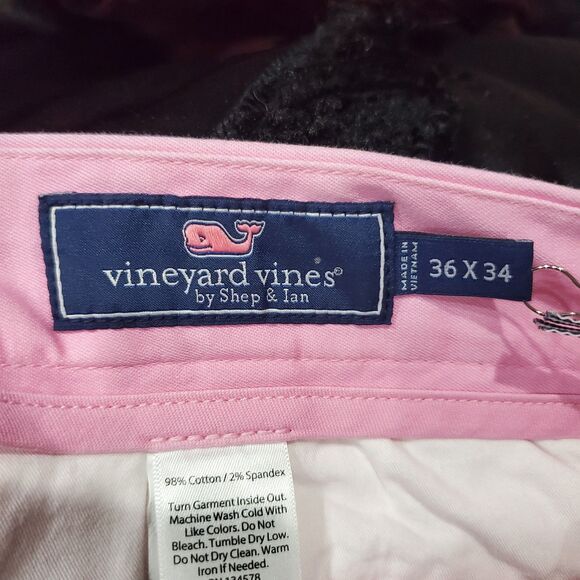 vineyard vines®
by Shep & Ian
MADE IN
VIETNAM
36 X 34
98% Cotton / 2% Spandex
Turn Garment Inside Out.
Machine Wash Cold With
Like Colors. Do Not
Bleach. Tumble Dry Low.
Do Not Dry Clean. Warm
Iron If Needed.
134578